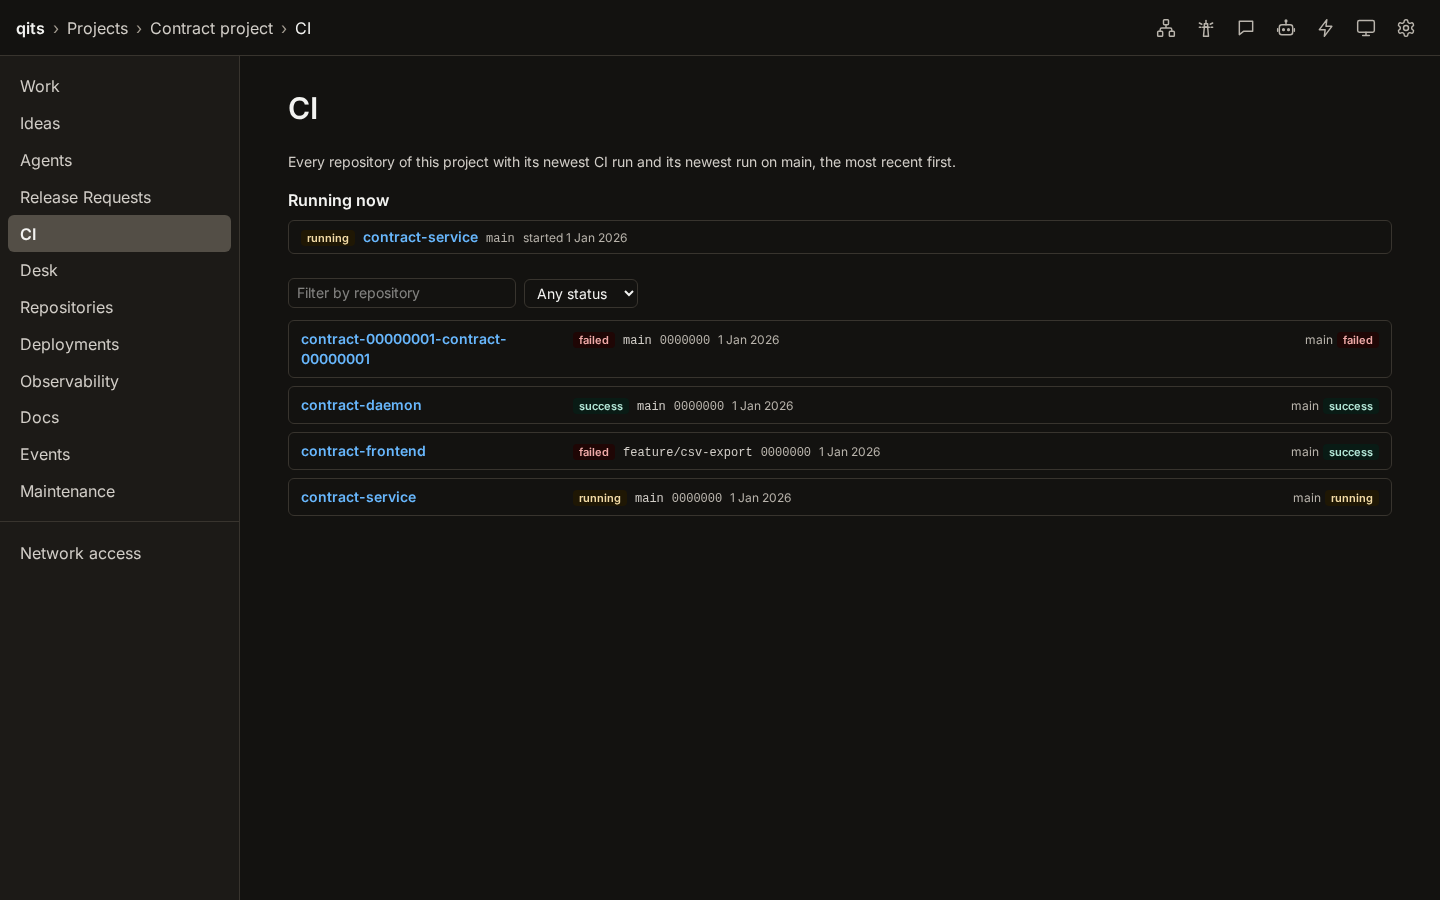 qits › Projects › Contract project › CI
Work
Ideas
Agents
Release Requests
CI
Desk
Repositories
Deployments
Observability
Docs
Events
Maintenance
Network access
CI
Every repository of this project with its newest CI run and its newest run on main, the most recent first.
Running now
running contract-service main started 1 Jan 2026
Filter by repository Any status
contract-00000001-contract-
00000001 failed main 0000000 1 Jan 2026 main failed
contract-daemon success main 0000000 1 Jan 2026 main success
contract-frontend failed feature/csv-export 0000000 1 Jan 2026 main success
contract-service running main 0000000 1 Jan 2026 main running